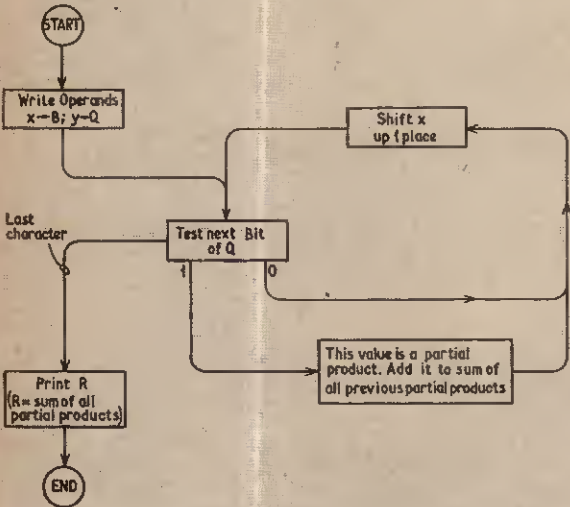 START
Write Operands
x→B; y→Q
Shift x
up 1 place
Last
character
Test next Bit
of Q
1
0
This value is a partial
product. Add it to sum of
all previous partial products
Print R
(R= sum of all
partial products)
END